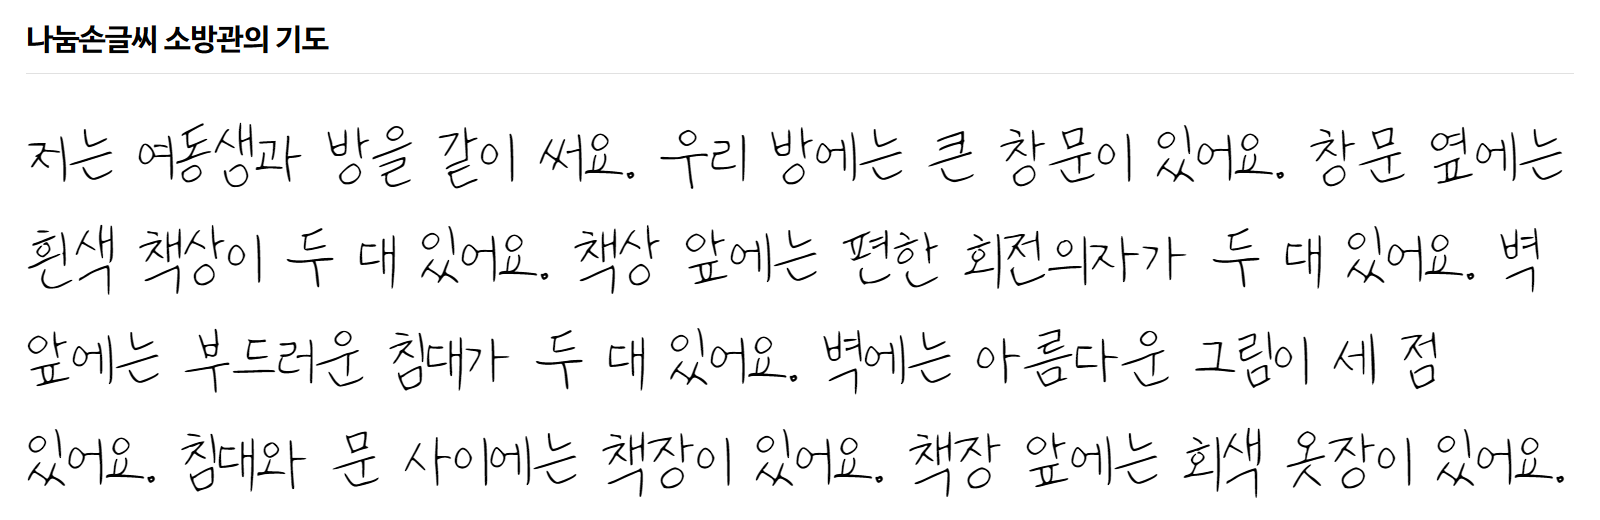 나눔손글씨 소방관의 기도
저는 여동생과 방을 같이 써요. 우리 방에는 큰 창문이 있어요. 창문 옆에는
흰색 책상이 두 대 있어요. 책상 앞에는 편한 회전의자가 두 대 있어요. 벽
앞에는 부드러운 침대가 두 대 있어요. 벽에는 아름다운 그림이 세 점
있어요. 침대와 문 사이에는 책장이 있어요. 책장 앞에는 회색 옷장이 있어요.